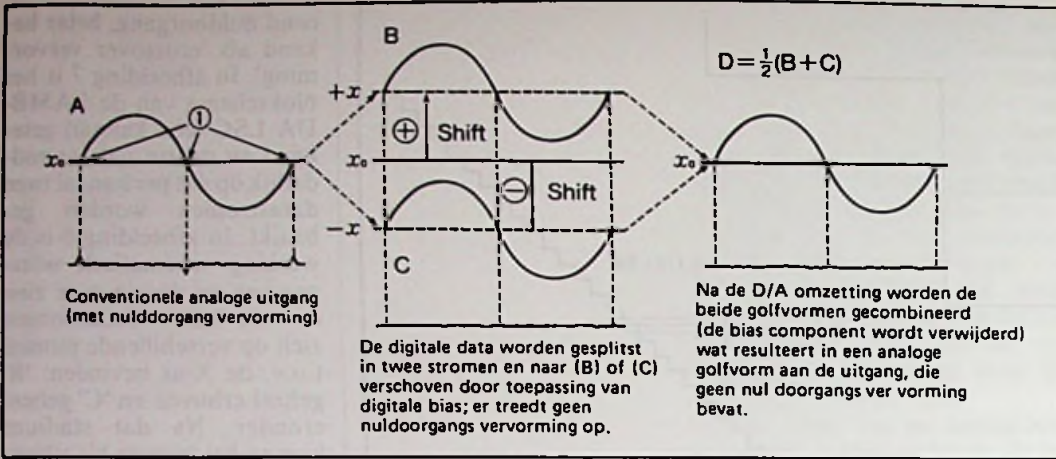 A
①
x₀
Conventionele analoge uitgang
(met nulddorgang vervorming)
B
+x
⊕ Shift
x₀
⊖ Shift
−x
C
De digitale data worden gesplitst
in twee stromen en naar (B) of (C)
verschoven door toepassing van
digitale bias; er treedt geen
nuldoorgangs vervorming op.
D=½(B+C)
x₀
Na de D/A omzetting worden de
beide golfvormen gecombineerd
(de bias component wordt verwijderd)
wat resulteert in een analoge
golfvorm aan de uitgang, die
geen nul doorgangs ver vorming
bevat.